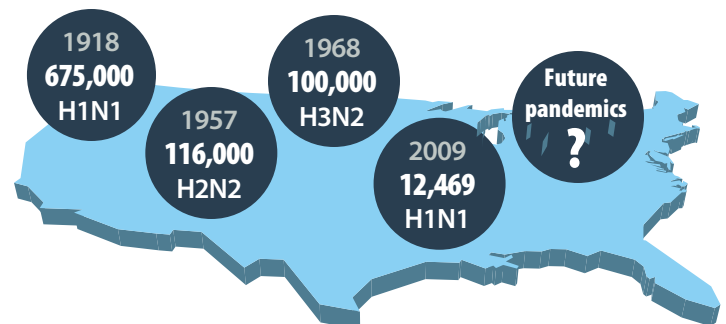 1918
675,000
H1N1
1957
116,000
H2N2
1968
100,000
H3N2
2009
12,469
H1N1
Future
pandemics
?